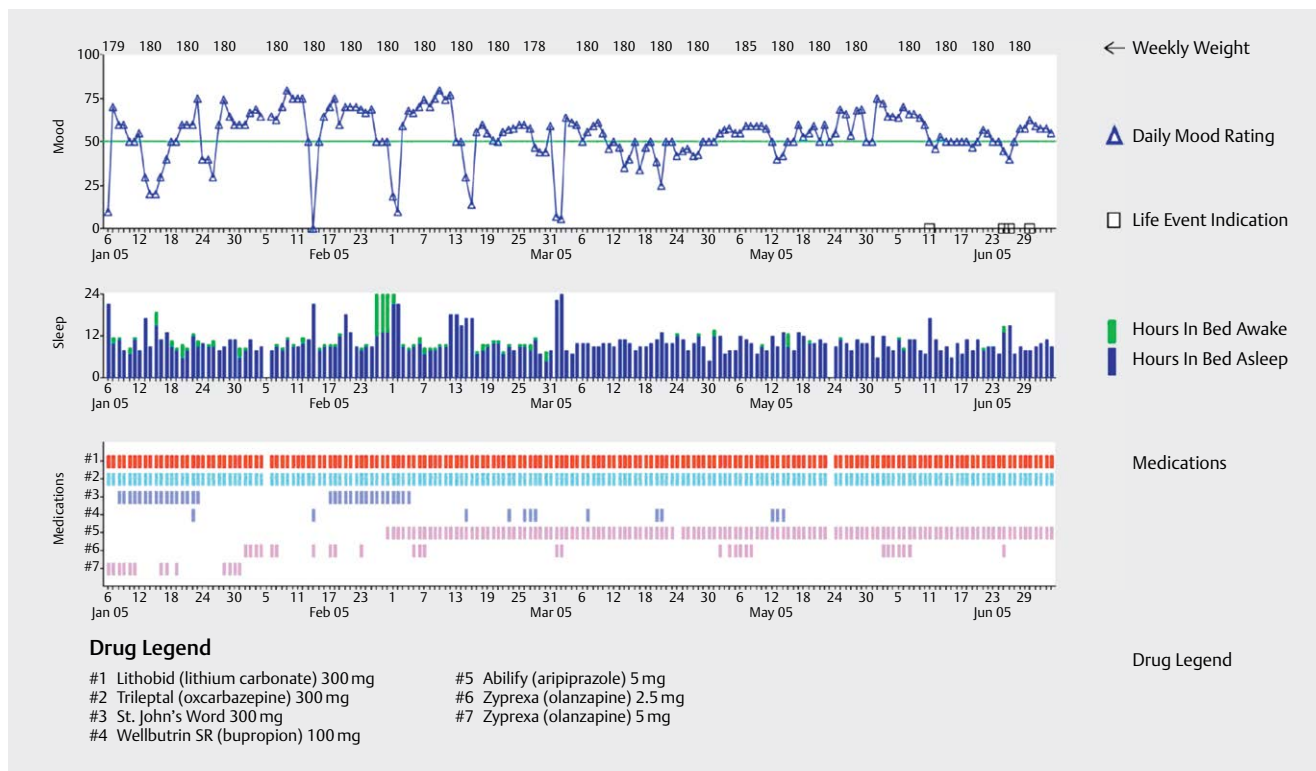 179 180 180 180 180 180 180 180 180 180 180 178 180 180 180 180 185 180 180 180 180 180 180 180
← Weekly Weight
Mood
100
75
50
25
0
6 12 18 24 30 5 12 17 23 1 7 13 19 25 31 6 12 18 24 30 6 12 18 24 30 5 11 17 23 29
Jan 05 Feb 05 Mar 05 May 05 Jun 05
Daily Mood Rating
Life Event Indication
Sleep
24
12
0
6 12 18 24 30 5 12 17 23 1 7 13 19 25 31 6 12 18 24 30 6 12 18 24 30 5 11 17 23 29
Jan 05 Feb 05 Mar 05 May 05 Jun 05
Hours In Bed Awake
Hours In Bed Asleep
Medications
#1
#2
#3
#4
#5
#6
#7
6 12 18 24 30 5 12 17 23 1 7 13 19 25 31 6 12 18 24 30 6 12 18 24 30 5 11 17 23 29
Jan 05 Feb 05 Mar 05 May 05 Jun 05
Medications
Drug Legend
#1 Lithobid (lithium carbonate) 300 mg
#2 Trileptal (oxcarbazepine) 300 mg
#3 St. John's Word 300 mg
#4 Wellbutrin SR (bupropion) 100 mg
#5 Abilify (aripiprazole) 5 mg
#6 Zyprexa (olanzapine) 2.5 mg
#7 Zyprexa (olanzapine) 5 mg
Drug Legend